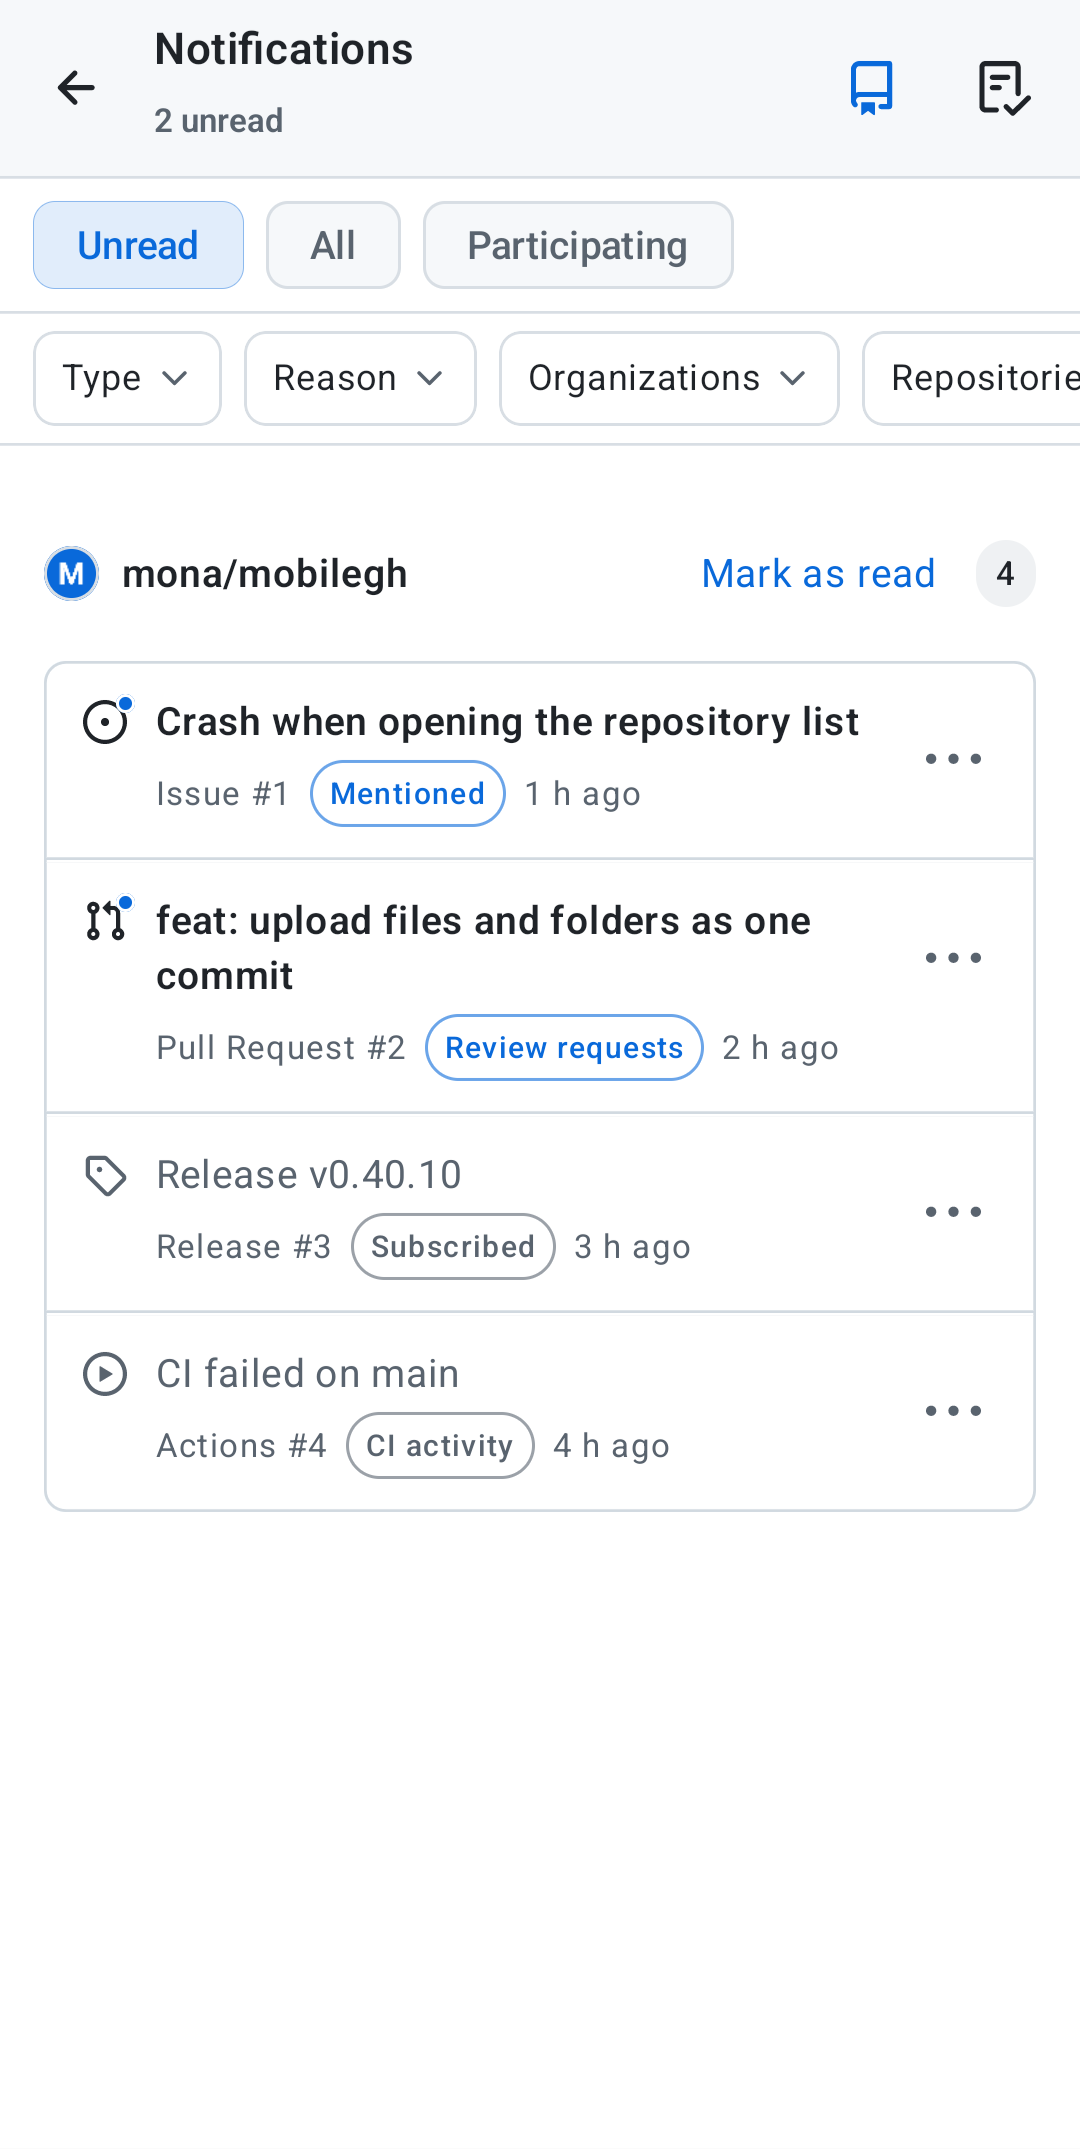 Notifications
2 unread
Unread
All
Participating
Type
Reason
Organizations
Repositorie
M
mona/mobilegh
Mark as read
4
Crash when opening the repository list
Issue #1
Mentioned
1 h ago
feat: upload files and folders as one
commit
Pull Request #2
Review requests
2 h ago
Release v0.40.10
Release #3
Subscribed
3 h ago
CI failed on main
Actions #4
CI activity
4 h ago